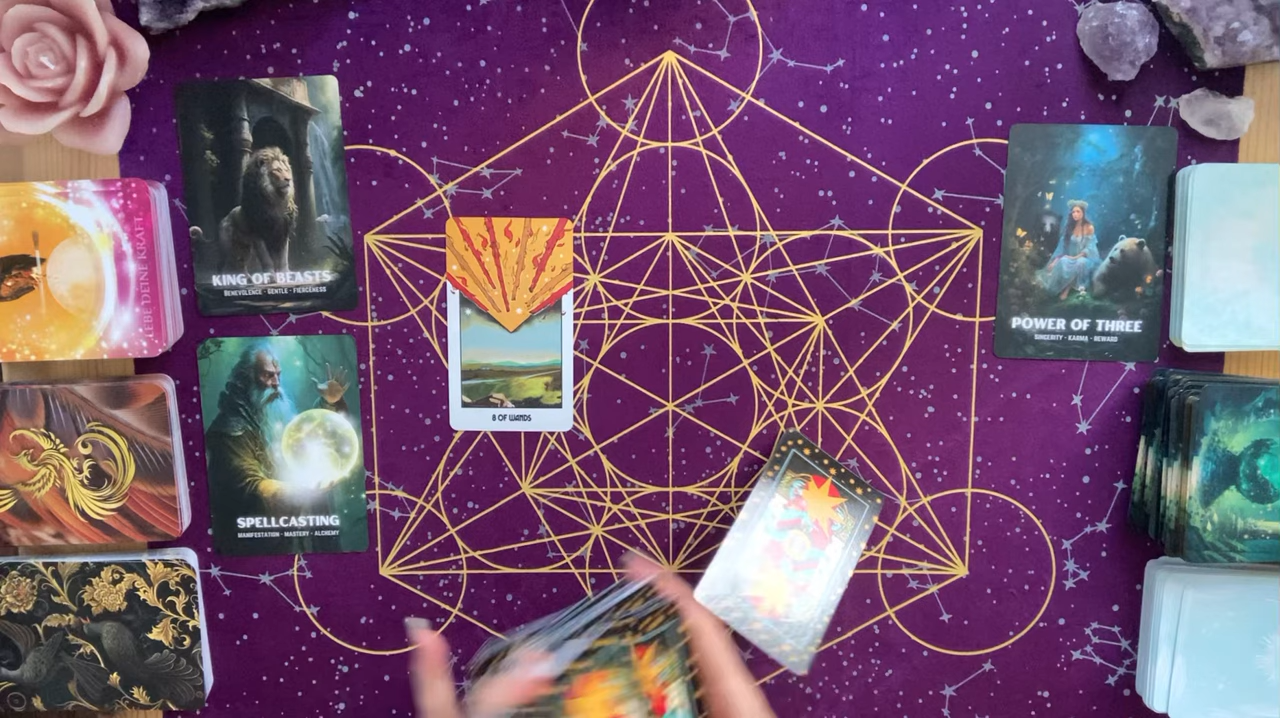 KING OF BEASTS
BENEVOLENCE · GENTLE · FIERCENESS
LEBE DEINE KRAFT
SPELLCASTING
MANIFESTATION · MASTERY · ALCHEMY
8 OF WANDS
POWER OF THREE
SINCERITY · KARMA · REWARD